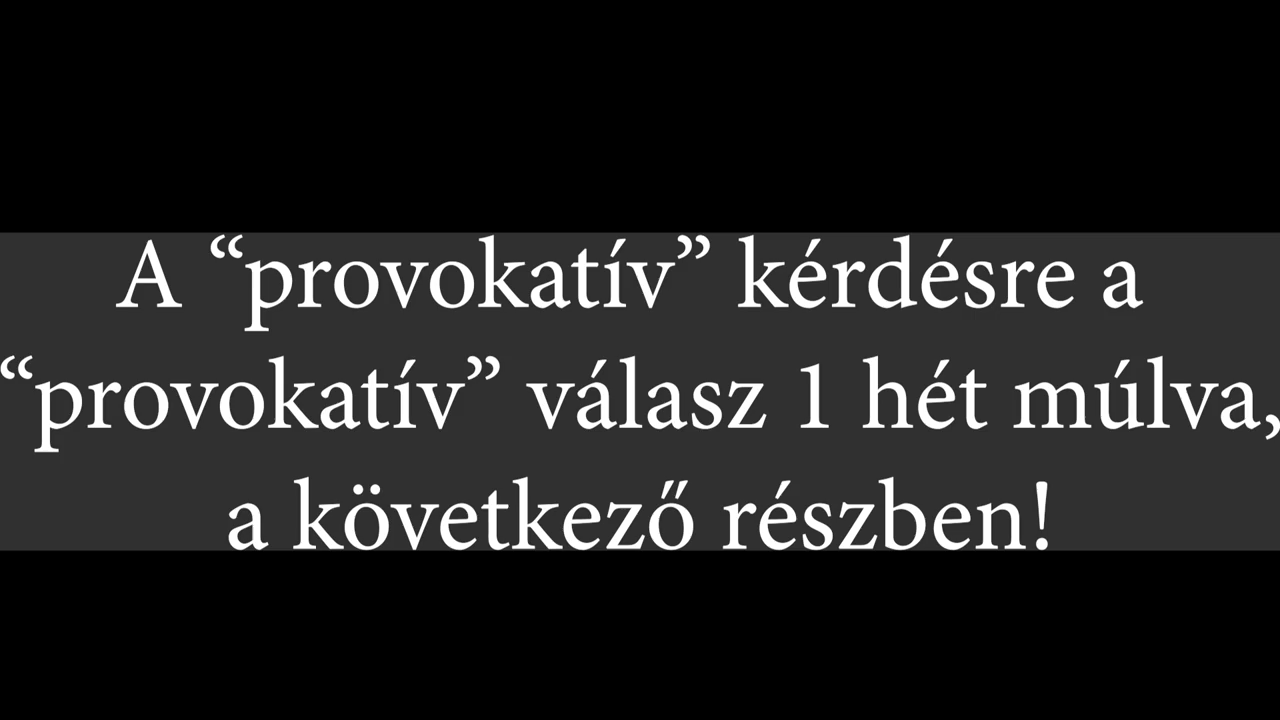 A “provokatív” kérdésre a
“provokatív” válasz 1 hét múlva,
a következő részben!